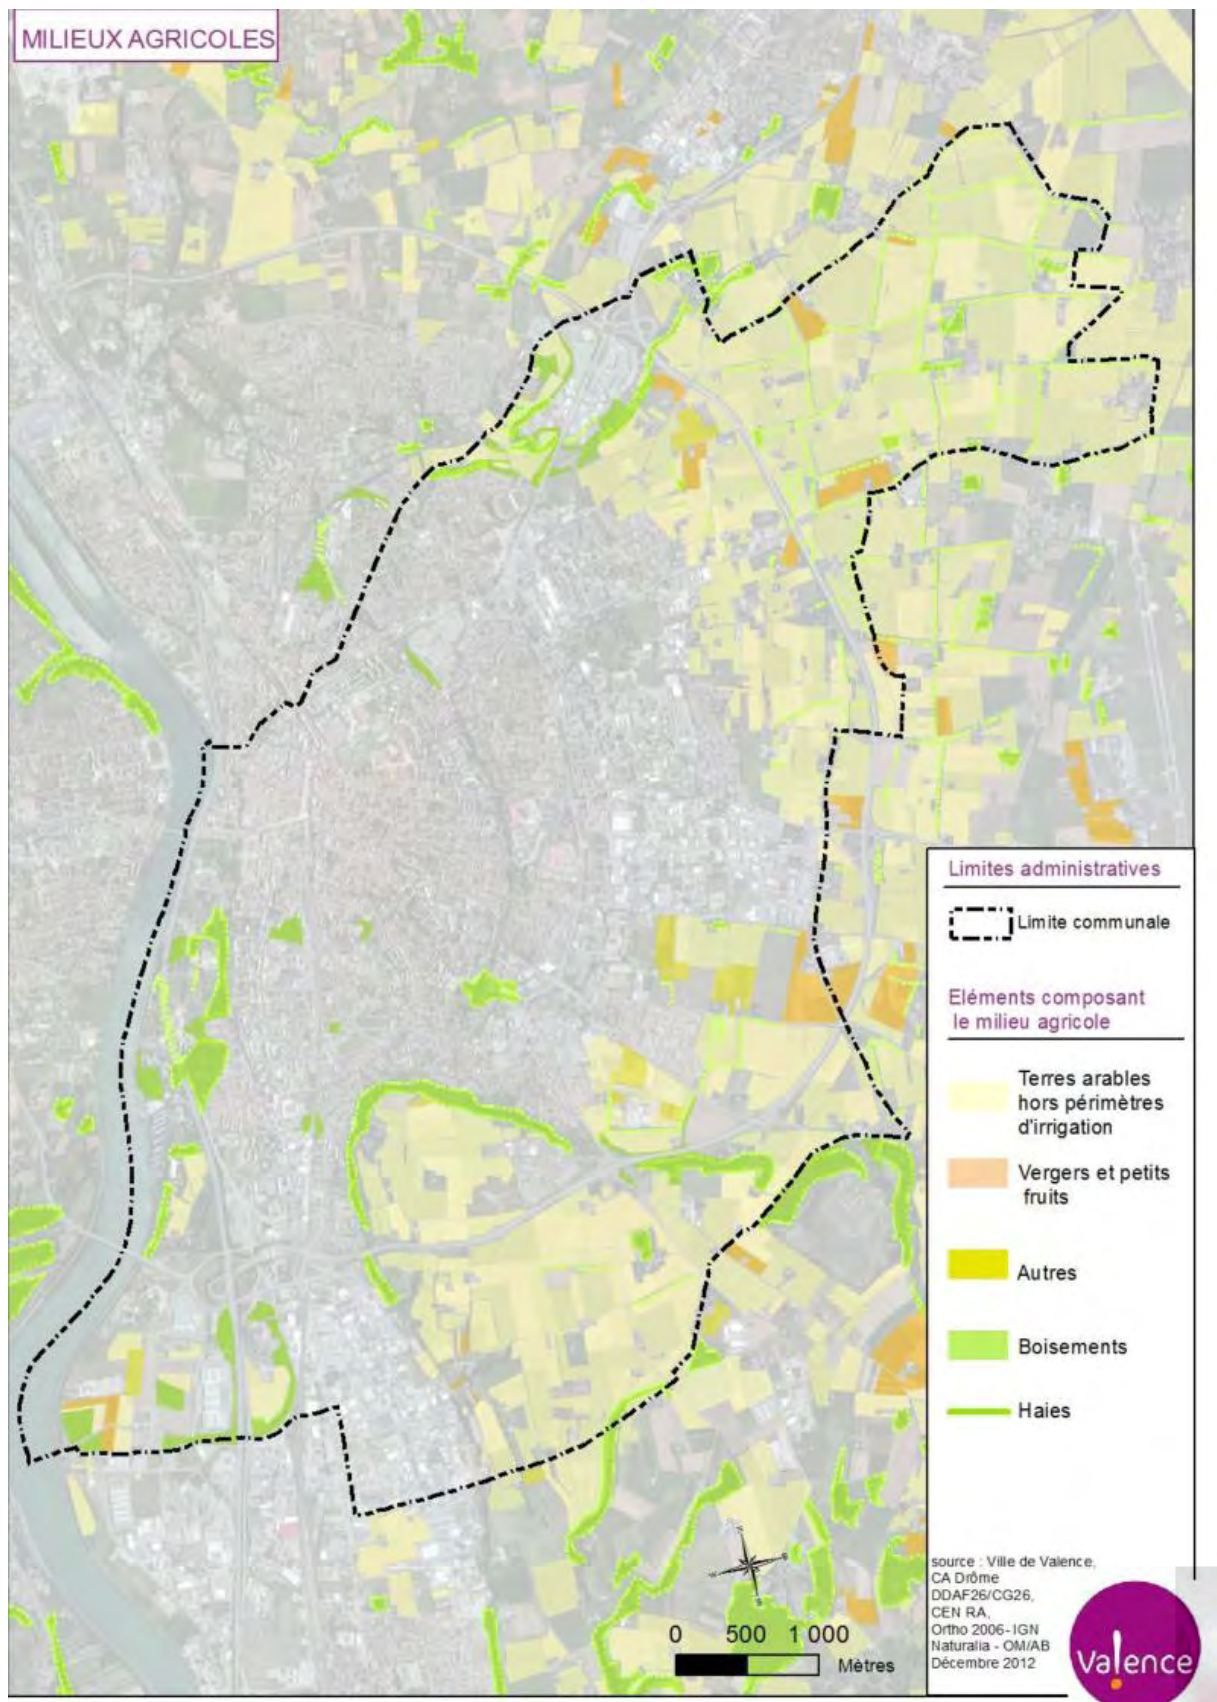 MILIEUX AGRICOLES
Limites administratives
Limite communale
Eléments composant
le milieu agricole
Terres arables
hors périmètres
d'irrigation
Vergers et petits
fruits
Autres
Boisements
Haies
source : Ville de Valence,
CA Drôme
DDAF26/CG26,
CEN RA,
Ortho 2006- IGN
Naturalia - OM/AB
Décembre 2012
0 500 1 000
Mètres
Valence